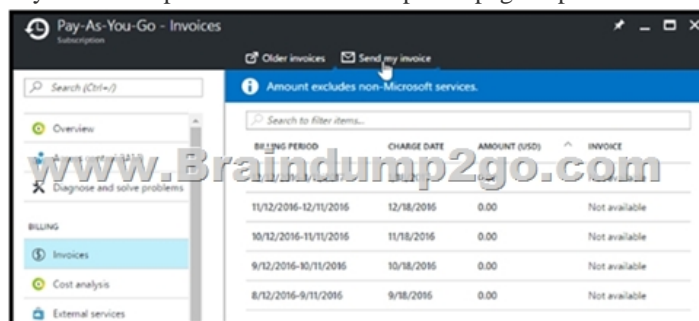 Pay-As-You-Go - Invoices
Subscription
Older invoices Send my invoice
Search (Ctrl+/)
Amount excludes non-Microsoft services.
Search to filter items...
Overview
BILLING PERIOD CHARGE DATE AMOUNT (USD) INVOICE
www.Braindump2go.com
Diagnose and solve problems
11/12/2016-12/11/2016 12/18/2016 0.00 Not available
BILLING
10/12/2016-11/11/2016 11/18/2016 0.00 Not available
Invoices
9/12/2016-10/11/2016 10/18/2016 0.00 Not available
Cost analysis
8/12/2016-9/11/2016 9/18/2016 0.00 Not available
External services